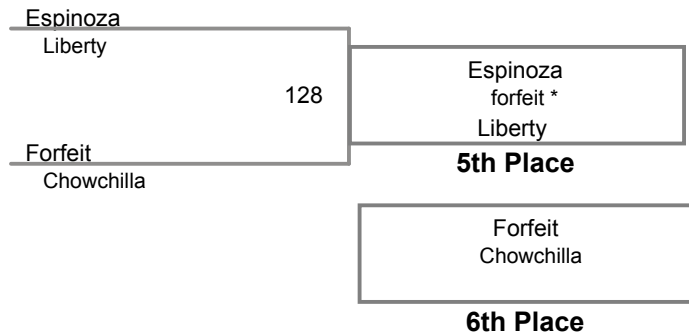 Espinoza
Liberty
128
Forfeit
Chowchilla
Espinoza
forfeit *
Liberty
5th Place
Forfeit
Chowchilla
6th Place